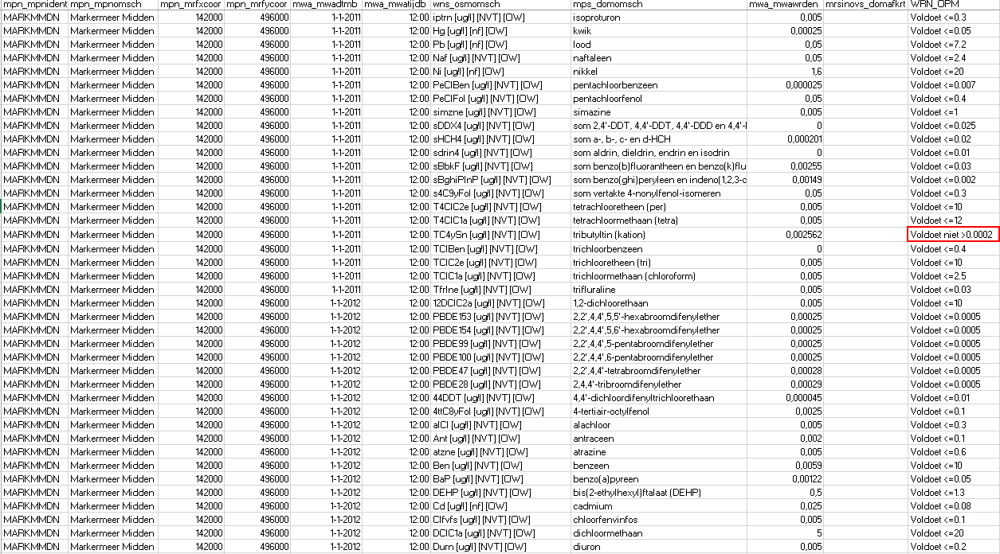 mpn_mpnident mpn_mpnomsch mpn_mrfxcoor mpn_mrfycoor mwa_mwadtmb mwa_mwatijdb wns_osmomsch mps_domomsch mwa_mwawrden mrsinovs_domafkrt WRN_OPM
MARKMMDN Markermeer Midden 142000 496000 1-1-2011 12:00 iptrn [ug/l] [NVT] [OW] isoproturon 0,005 Voldoet <=0.3
MARKMMDN Markermeer Midden 142000 496000 1-1-2011 12:00 Hg [ug/l] [nf] [OW] kwik 0,00025 Voldoet <=0.05
MARKMMDN Markermeer Midden 142000 496000 1-1-2011 12:00 Pb [ug/l] [nf] [OW] lood 0,05 Voldoet <=7.2
MARKMMDN Markermeer Midden 142000 496000 1-1-2011 12:00 Naf [ug/l] [NVT] [OW] naftaleen 0,05 Voldoet <=2.4
MARKMMDN Markermeer Midden 142000 496000 1-1-2011 12:00 Ni [ug/l] [nf] [OW] nikkel 1,6 Voldoet <=20
MARKMMDN Markermeer Midden 142000 496000 1-1-2011 12:00 PeClBen [ug/l] [NVT] [OW] pentachloorbenzeen 0,000025 Voldoet <=0.007
MARKMMDN Markermeer Midden 142000 496000 1-1-2011 12:00 PeClFol [ug/l] [NVT] [OW] pentachloorfenol 0,05 Voldoet <=0.4
MARKMMDN Markermeer Midden 142000 496000 1-1-2011 12:00 simzne [ug/l] [NVT] [OW] simazine 0,005 Voldoet <=1
MARKMMDN Markermeer Midden 142000 496000 1-1-2011 12:00 sDDX4 [ug/l] [NVT] [OW] som 2,4'-DDT, 4,4'-DDT, 4,4'-DDD en 4,4'- 0 Voldoet <=0.025
MARKMMDN Markermeer Midden 142000 496000 1-1-2011 12:00 sHCH4 [ug/l] [NVT] [OW] som a-, b-, c- en d-HCH 0,000201 Voldoet <=0.02
MARKMMDN Markermeer Midden 142000 496000 1-1-2011 12:00 sdrin4 [ug/l] [NVT] [OW] som aldrin, dieldrin, endrin en isodrin 0 Voldoet <=0.01
MARKMMDN Markermeer Midden 142000 496000 1-1-2011 12:00 sBbkF [ug/l] [NVT] [OW] som benzo(b)fluorantheen en benzo(k)flu 0,00255 Voldoet <=0.03
MARKMMDN Markermeer Midden 142000 496000 1-1-2011 12:00 sBghiPInP [ug/l] [NVT] [OW] som benzo(ghi)peryleen en indeno(1,2,3-c 0,00149 Voldoet <=0.002
MARKMMDN Markermeer Midden 142000 496000 1-1-2011 12:00 s4C9yFol [ug/l] [NVT] [OW] som vertakte 4-nonylfenol-isomeren 0,05 Voldoet <=0.3
MARKMMDN Markermeer Midden 142000 496000 1-1-2011 12:00 T4ClC2e [ug/l] [NVT] [OW] tetrachlooretheen (per) 0,005 Voldoet <=10
MARKMMDN Markermeer Midden 142000 496000 1-1-2011 12:00 T4ClC1a [ug/l] [NVT] [OW] tetrachloormethaan (tetra) 0,005 Voldoet <=12
MARKMMDN Markermeer Midden 142000 496000 1-1-2011 12:00 TC4ySn [ug/l] [NVT] [OW] tributyltin (kation) 0,002562 Voldoet niet >0.0002
MARKMMDN Markermeer Midden 142000 496000 1-1-2011 12:00 TClBen [ug/l] [NVT] [OW] trichloorbenzeen 0 Voldoet <=0.4
MARKMMDN Markermeer Midden 142000 496000 1-1-2011 12:00 TClC2e [ug/l] [NVT] [OW] trichlooretheen (tri) 0,005 Voldoet <=10
MARKMMDN Markermeer Midden 142000 496000 1-1-2011 12:00 TClC1a [ug/l] [NVT] [OW] trichloormethaan (chloroform) 0,005 Voldoet <=2.5
MARKMMDN Markermeer Midden 142000 496000 1-1-2011 12:00 Tfrlne [ug/l] [NVT] [OW] trifluraline 0,005 Voldoet <=0.03
MARKMMDN Markermeer Midden 142000 496000 1-1-2012 12:00 12DClC2a [ug/l] [NVT] [OW] 1,2-dichloorethaan 0,005 Voldoet <=10
MARKMMDN Markermeer Midden 142000 496000 1-1-2012 12:00 PBDE153 [ug/l] [NVT] [OW] 2,2',4,4',5,5'-hexabroomdifenylether 0,00025 Voldoet <=0.0005
MARKMMDN Markermeer Midden 142000 496000 1-1-2012 12:00 PBDE154 [ug/l] [NVT] [OW] 2,2',4,4',5,6'-hexabroomdifenylether 0,00025 Voldoet <=0.0005
MARKMMDN Markermeer Midden 142000 496000 1-1-2012 12:00 PBDE99 [ug/l] [NVT] [OW] 2,2',4,4',5-pentabroomdifenylether 0,00025 Voldoet <=0.0005
MARKMMDN Markermeer Midden 142000 496000 1-1-2012 12:00 PBDE100 [ug/l] [NVT] [OW] 2,2',4,4',6-pentabroomdifenylether 0,00025 Voldoet <=0.0005
MARKMMDN Markermeer Midden 142000 496000 1-1-2012 12:00 PBDE47 [ug/l] [NVT] [OW] 2,2',4,4'-tetrabroomdifenylether 0,00028 Voldoet <=0.0005
MARKMMDN Markermeer Midden 142000 496000 1-1-2012 12:00 PBDE28 [ug/l] [NVT] [OW] 2,4,4'-tribroomdifenylether 0,00029 Voldoet <=0.0005
MARKMMDN Markermeer Midden 142000 496000 1-1-2012 12:00 44DDT [ug/l] [NVT] [OW] 4,4'-dichloordifenyltrichloorethaan 0,000045 Voldoet <=0.01
MARKMMDN Markermeer Midden 142000 496000 1-1-2012 12:00 4ttC8yFol [ug/l] [NVT] [OW] 4-tertiair-octylfenol 0,0025 Voldoet <=0.1
MARKMMDN Markermeer Midden 142000 496000 1-1-2012 12:00 alCl [ug/l] [NVT] [OW] alachloor 0,005 Voldoet <=0.3
MARKMMDN Markermeer Midden 142000 496000 1-1-2012 12:00 Ant [ug/l] [NVT] [OW] antraceen 0,002 Voldoet <=0.1
MARKMMDN Markermeer Midden 142000 496000 1-1-2012 12:00 atzne [ug/l] [NVT] [OW] atrazine 0,005 Voldoet <=0.6
MARKMMDN Markermeer Midden 142000 496000 1-1-2012 12:00 Ben [ug/l] [NVT] [OW] benzeen 0,0059 Voldoet <=10
MARKMMDN Markermeer Midden 142000 496000 1-1-2012 12:00 BaP [ug/l] [NVT] [OW] benzo(a)pyreen 0,00122 Voldoet <=0.05
MARKMMDN Markermeer Midden 142000 496000 1-1-2012 12:00 DEHP [ug/l] [NVT] [OW] bis(2-ethylhexyl)ftalaat (DEHP) 0,5 Voldoet <=1.3
MARKMMDN Markermeer Midden 142000 496000 1-1-2012 12:00 Cd [ug/l] [nf] [OW] cadmium 0,025 Voldoet <=0.08
MARKMMDN Markermeer Midden 142000 496000 1-1-2012 12:00 Clfvfs [ug/l] [NVT] [OW] chloorfenvinfos 0,005 Voldoet <=0.1
MARKMMDN Markermeer Midden 142000 496000 1-1-2012 12:00 DClC1a [ug/l] [NVT] [OW] dichloormethaan 5 Voldoet <=20
MARKMMDN Markermeer Midden 142000 496000 1-1-2012 12:00 Durn [ug/l] [NVT] [OW] diuron 0,005 Voldoet <=0.2